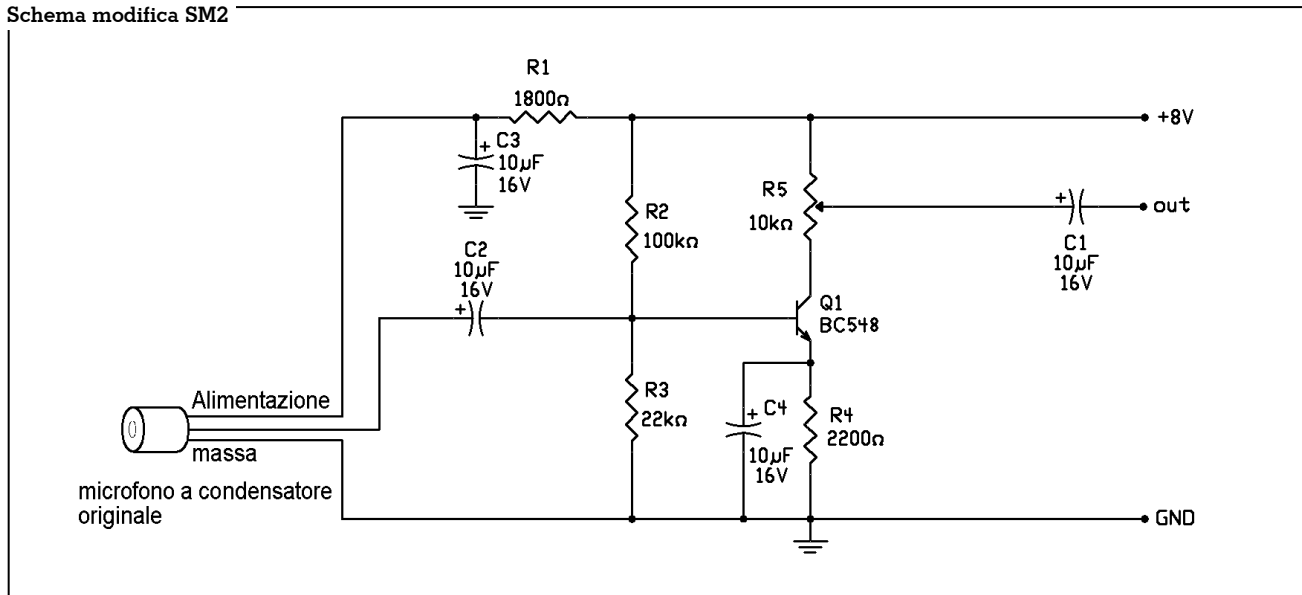 Schema modifica SM2
R1
1800Ω
+8V
+ C3
10µF
16V
R5
10kΩ
+
out
R2
100kΩ
C1
10µF
16V
C2
10µF
16V
+
Q1
BC548
Alimentazione
R3
22kΩ
+ C4
10µF
16V
R4
2200Ω
massa
microfono a condensatore
originale
GND